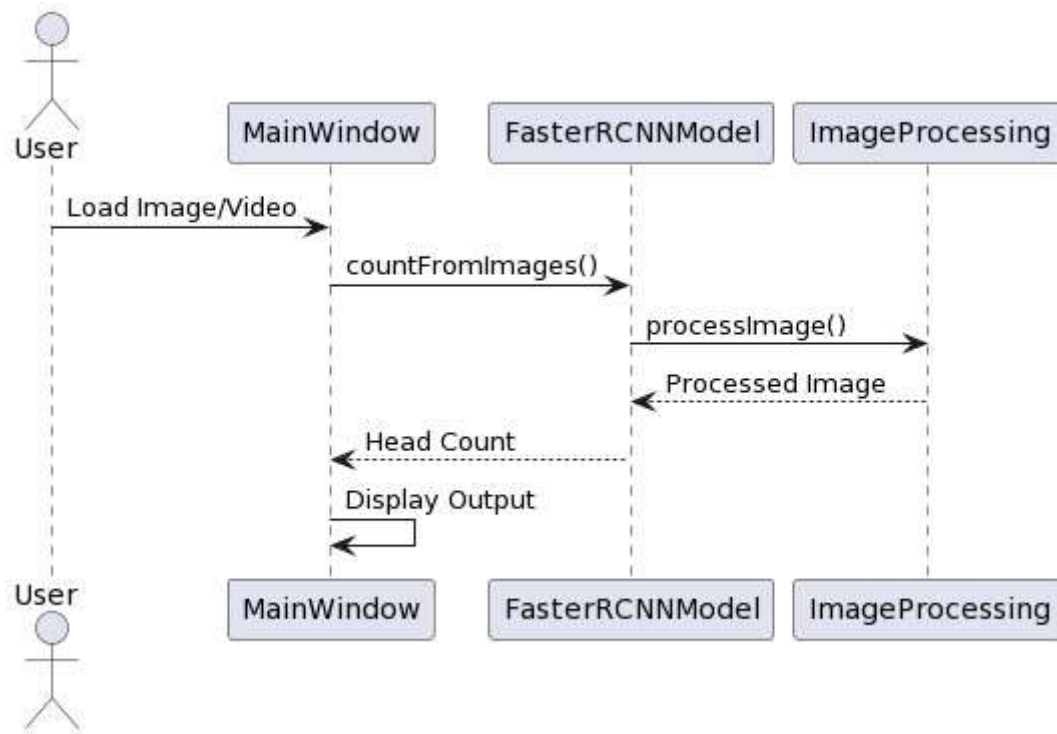 User
MainWindow
FasterRCNNModel
ImageProcessing
Load Image/Video
countFromImages()
processImage()
Processed Image
Head Count
Display Output
User
MainWindow
FasterRCNNModel
ImageProcessing